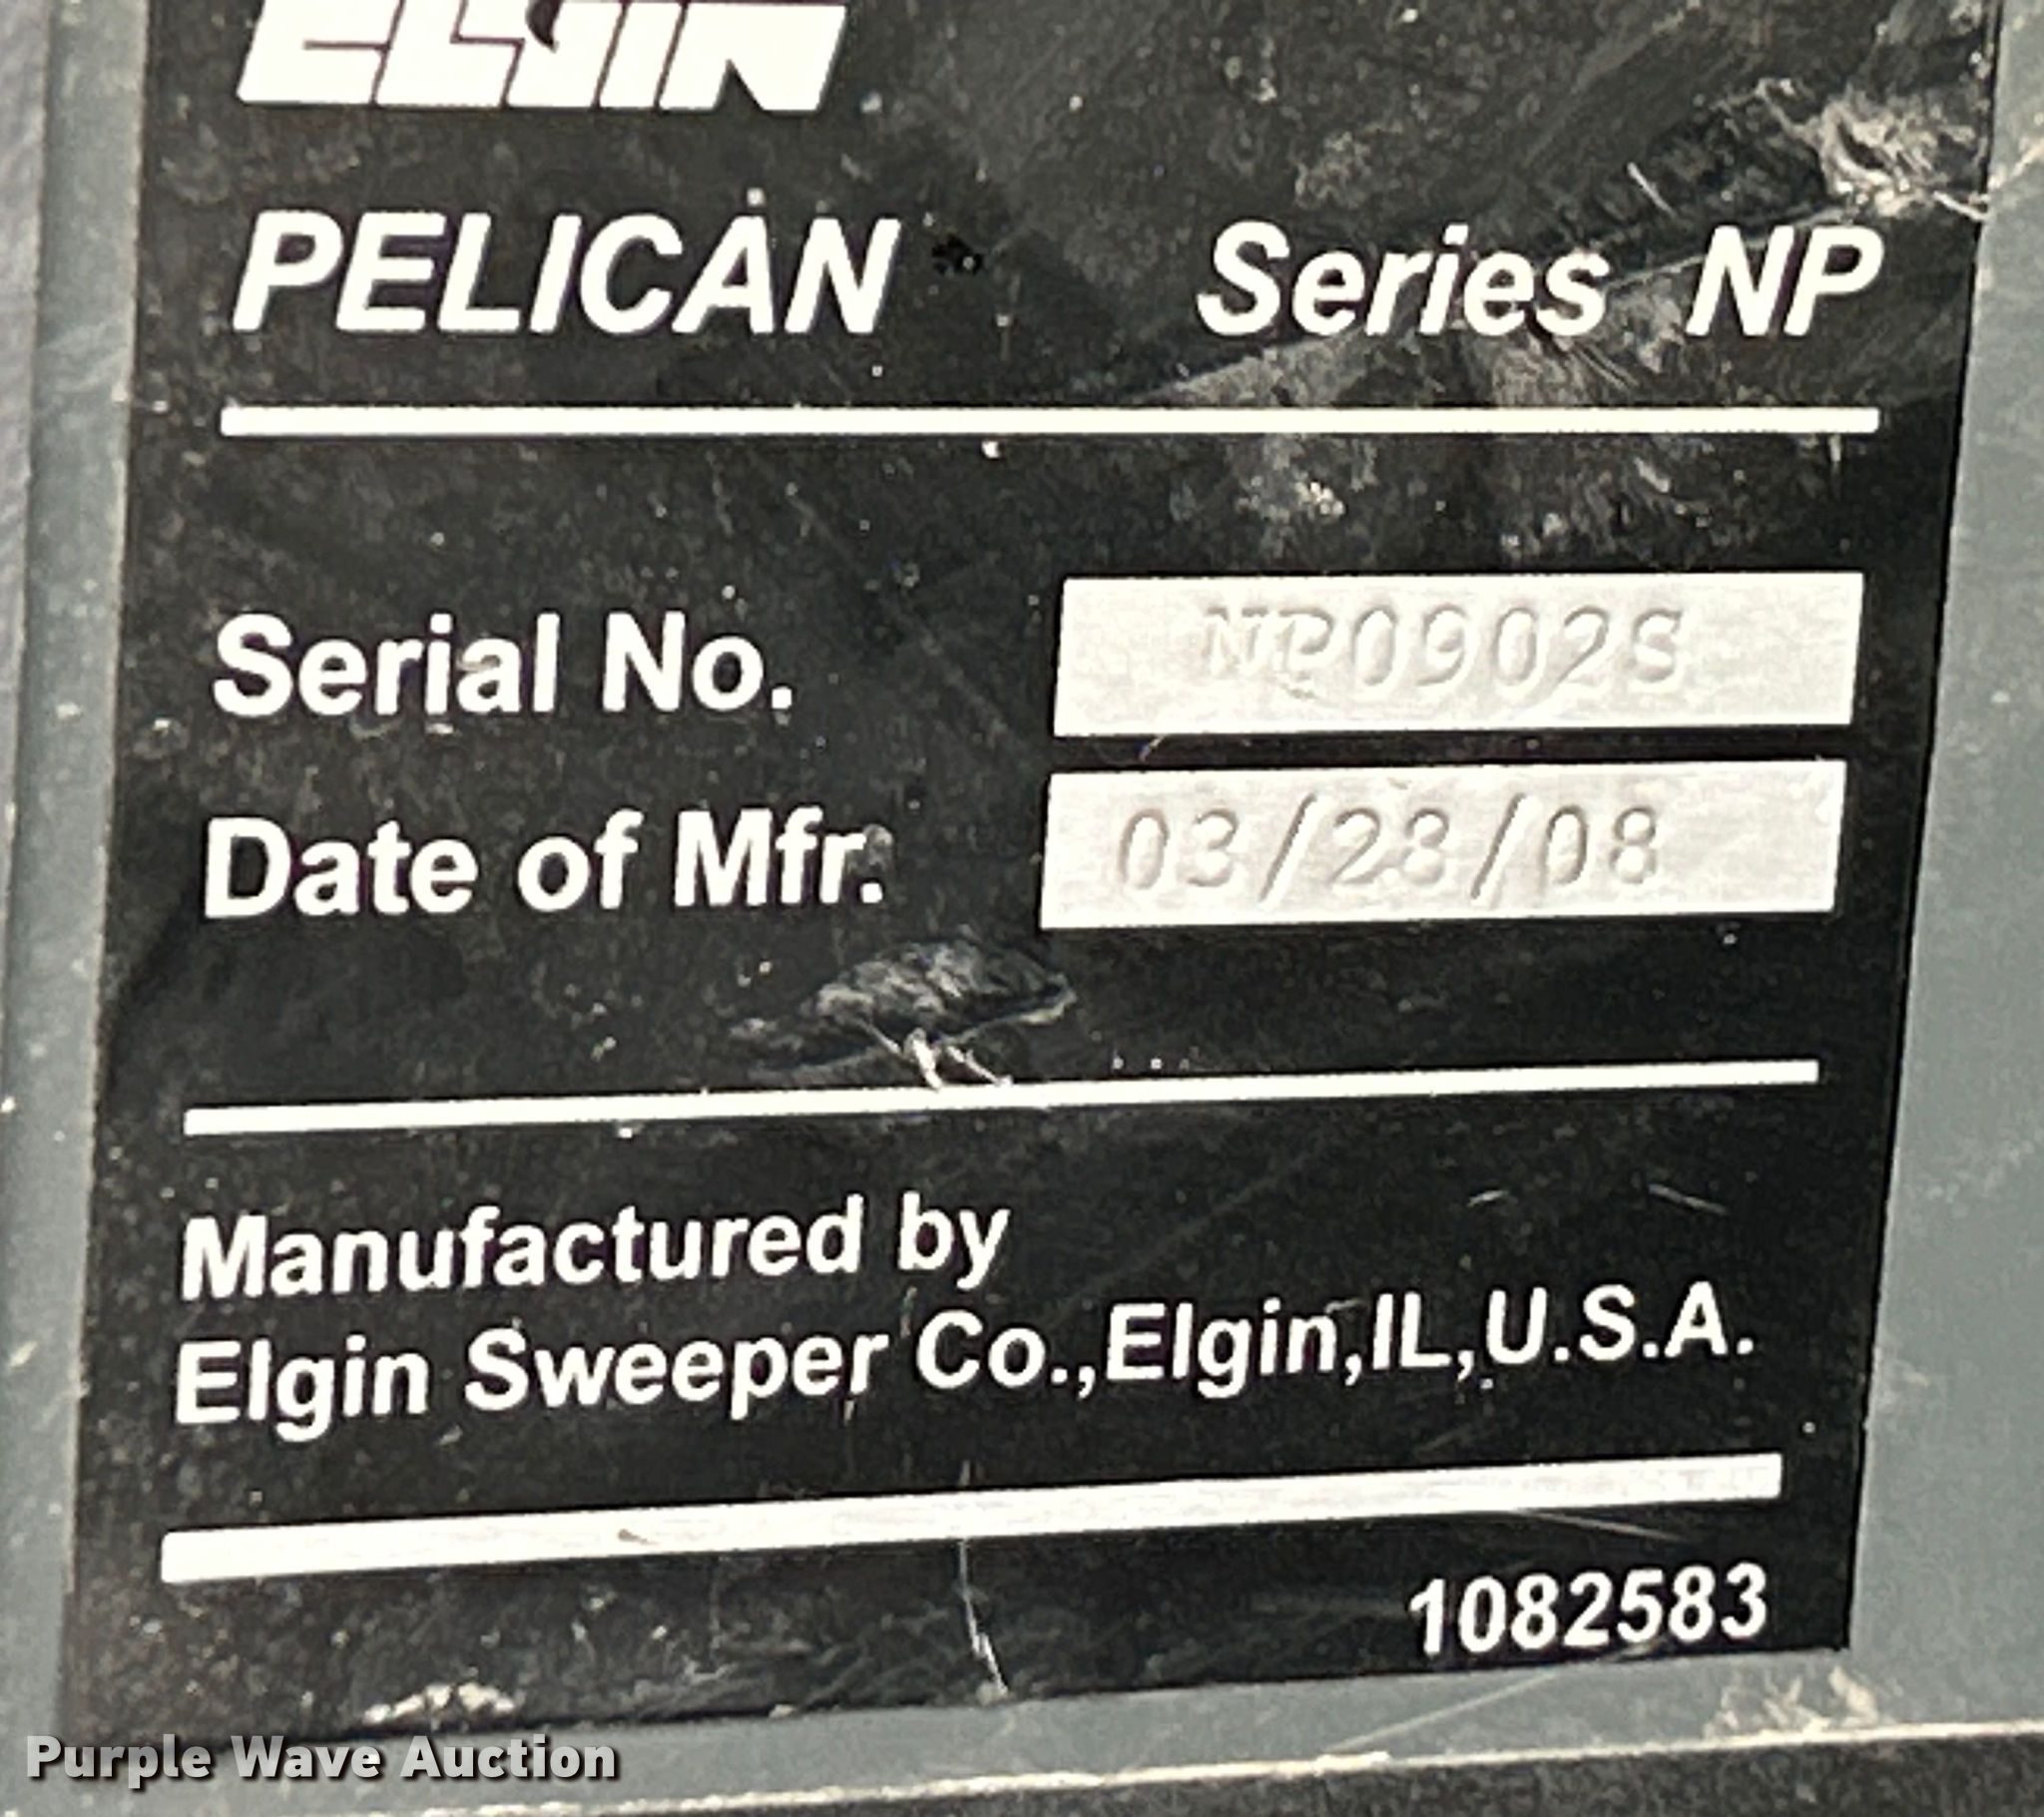 ELGIN
PELICAN Series NP
Serial No. NP0902S
Date of Mfr. 03/28/08
Manufactured by
Elgin Sweeper Co.,Elgin,IL,U.S.A.
1082583
Purple Wave Auction